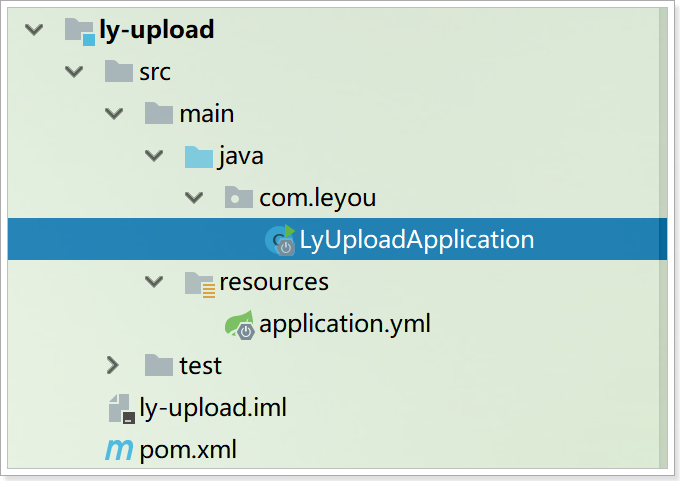 ly-upload
src
main
java
com.leyou
LyUploadApplication
resources
application.yml
test
ly-upload.iml
pom.xml